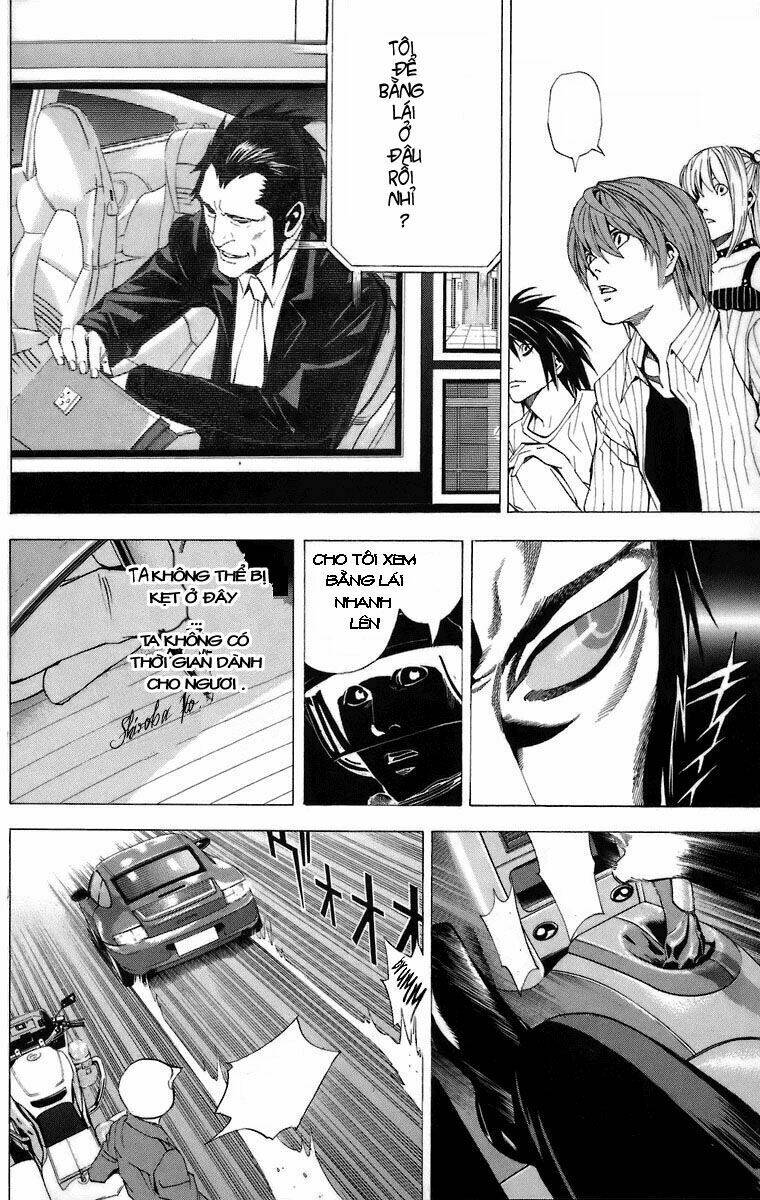 TÔI
ĐỂ
BẰNG
LÁI
Ở
ĐÂU
RỒI
NHỈ
?
CHO TÔI XEM
BẰNG LÁI
NHANH
LÊN!
TA KHÔNG THỂ BỊ
KẸT Ở ĐÂY
...
TA KHÔNG CÓ
THỜI GIAN DÀNH
CHO NGƯƠI .
BRMMM